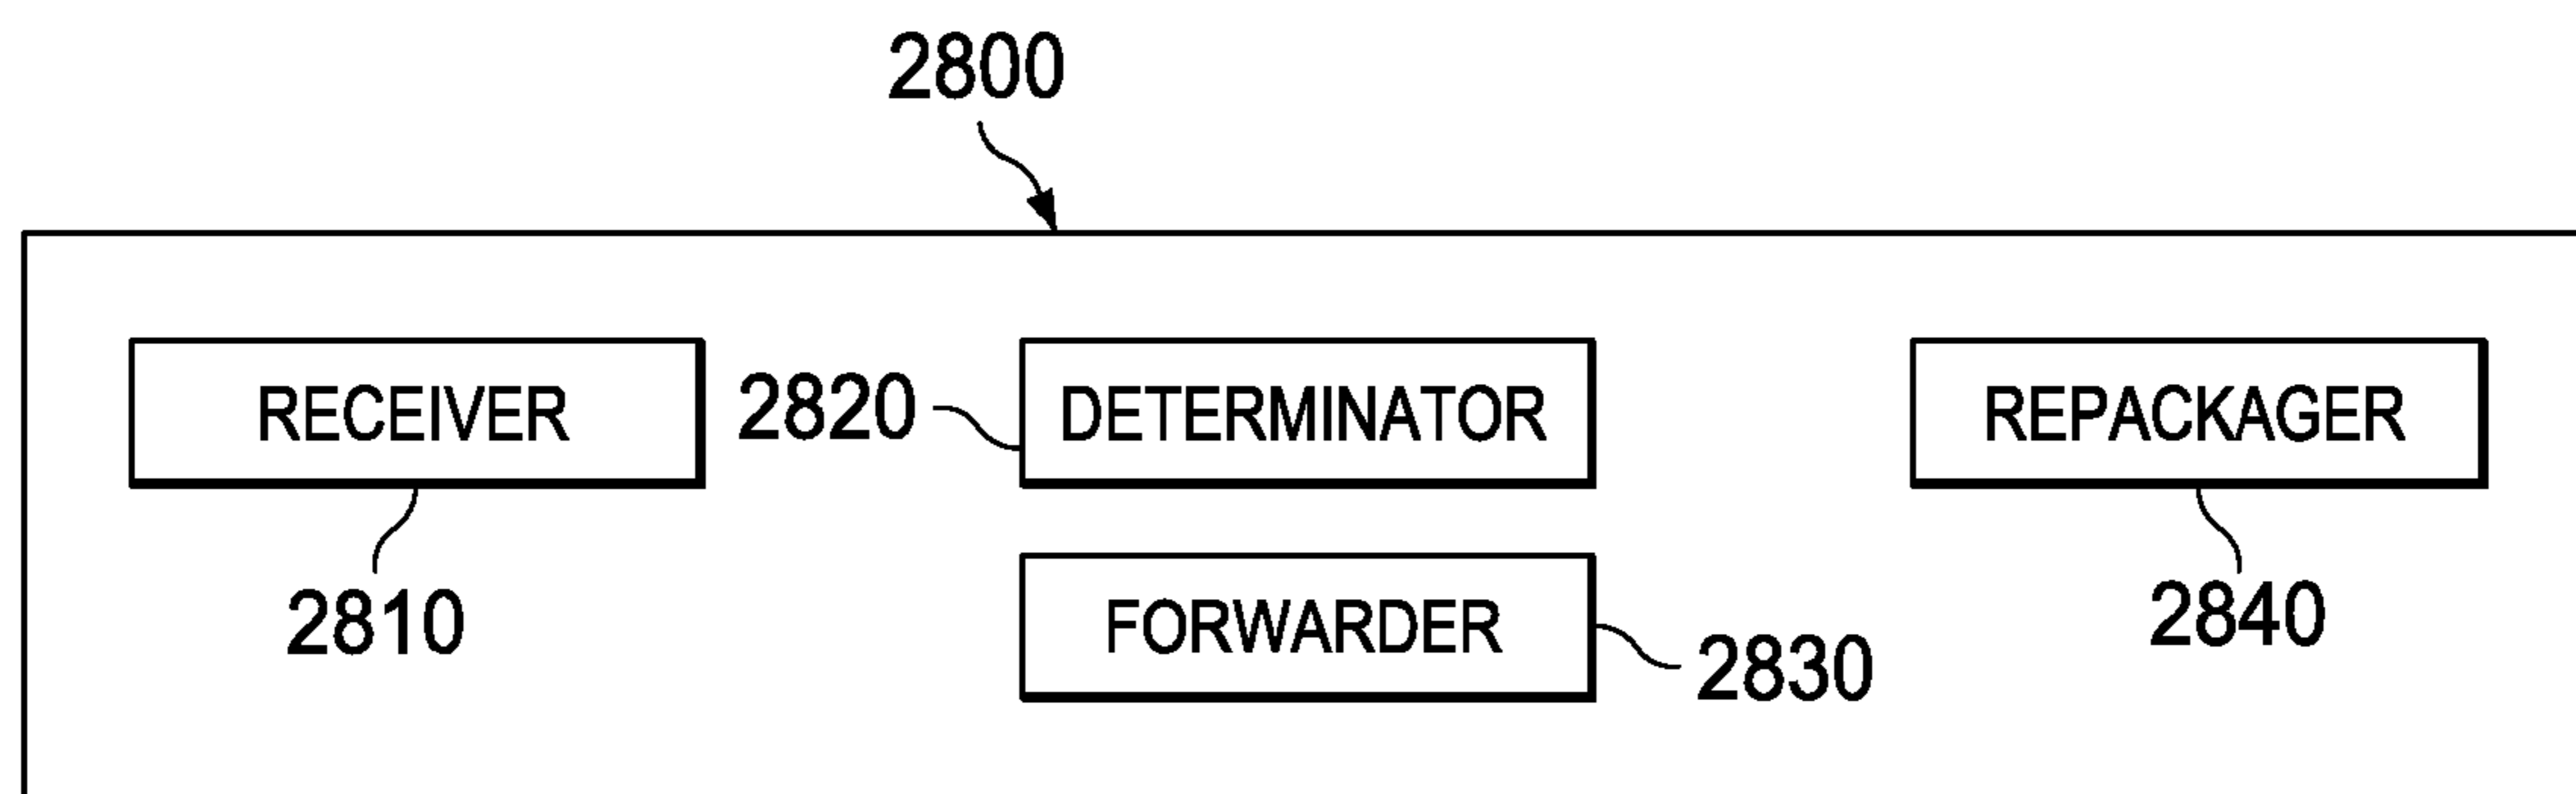 2800
RECEIVER
2820
DETERMINATOR
REPACKAGER
2810
FORWARDER
2830
2840